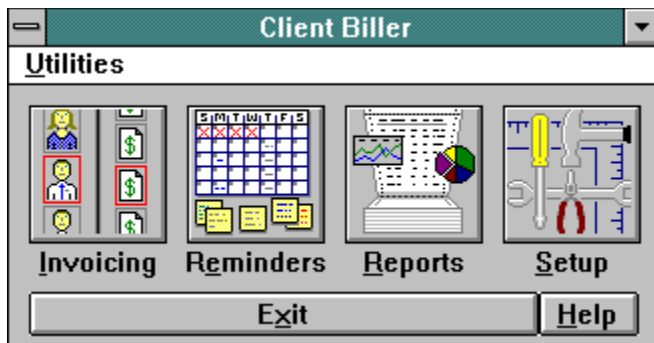 Client Biller
Utilities
S M T W T F S
Invoicing Reminders Reports Setup
Exit Help